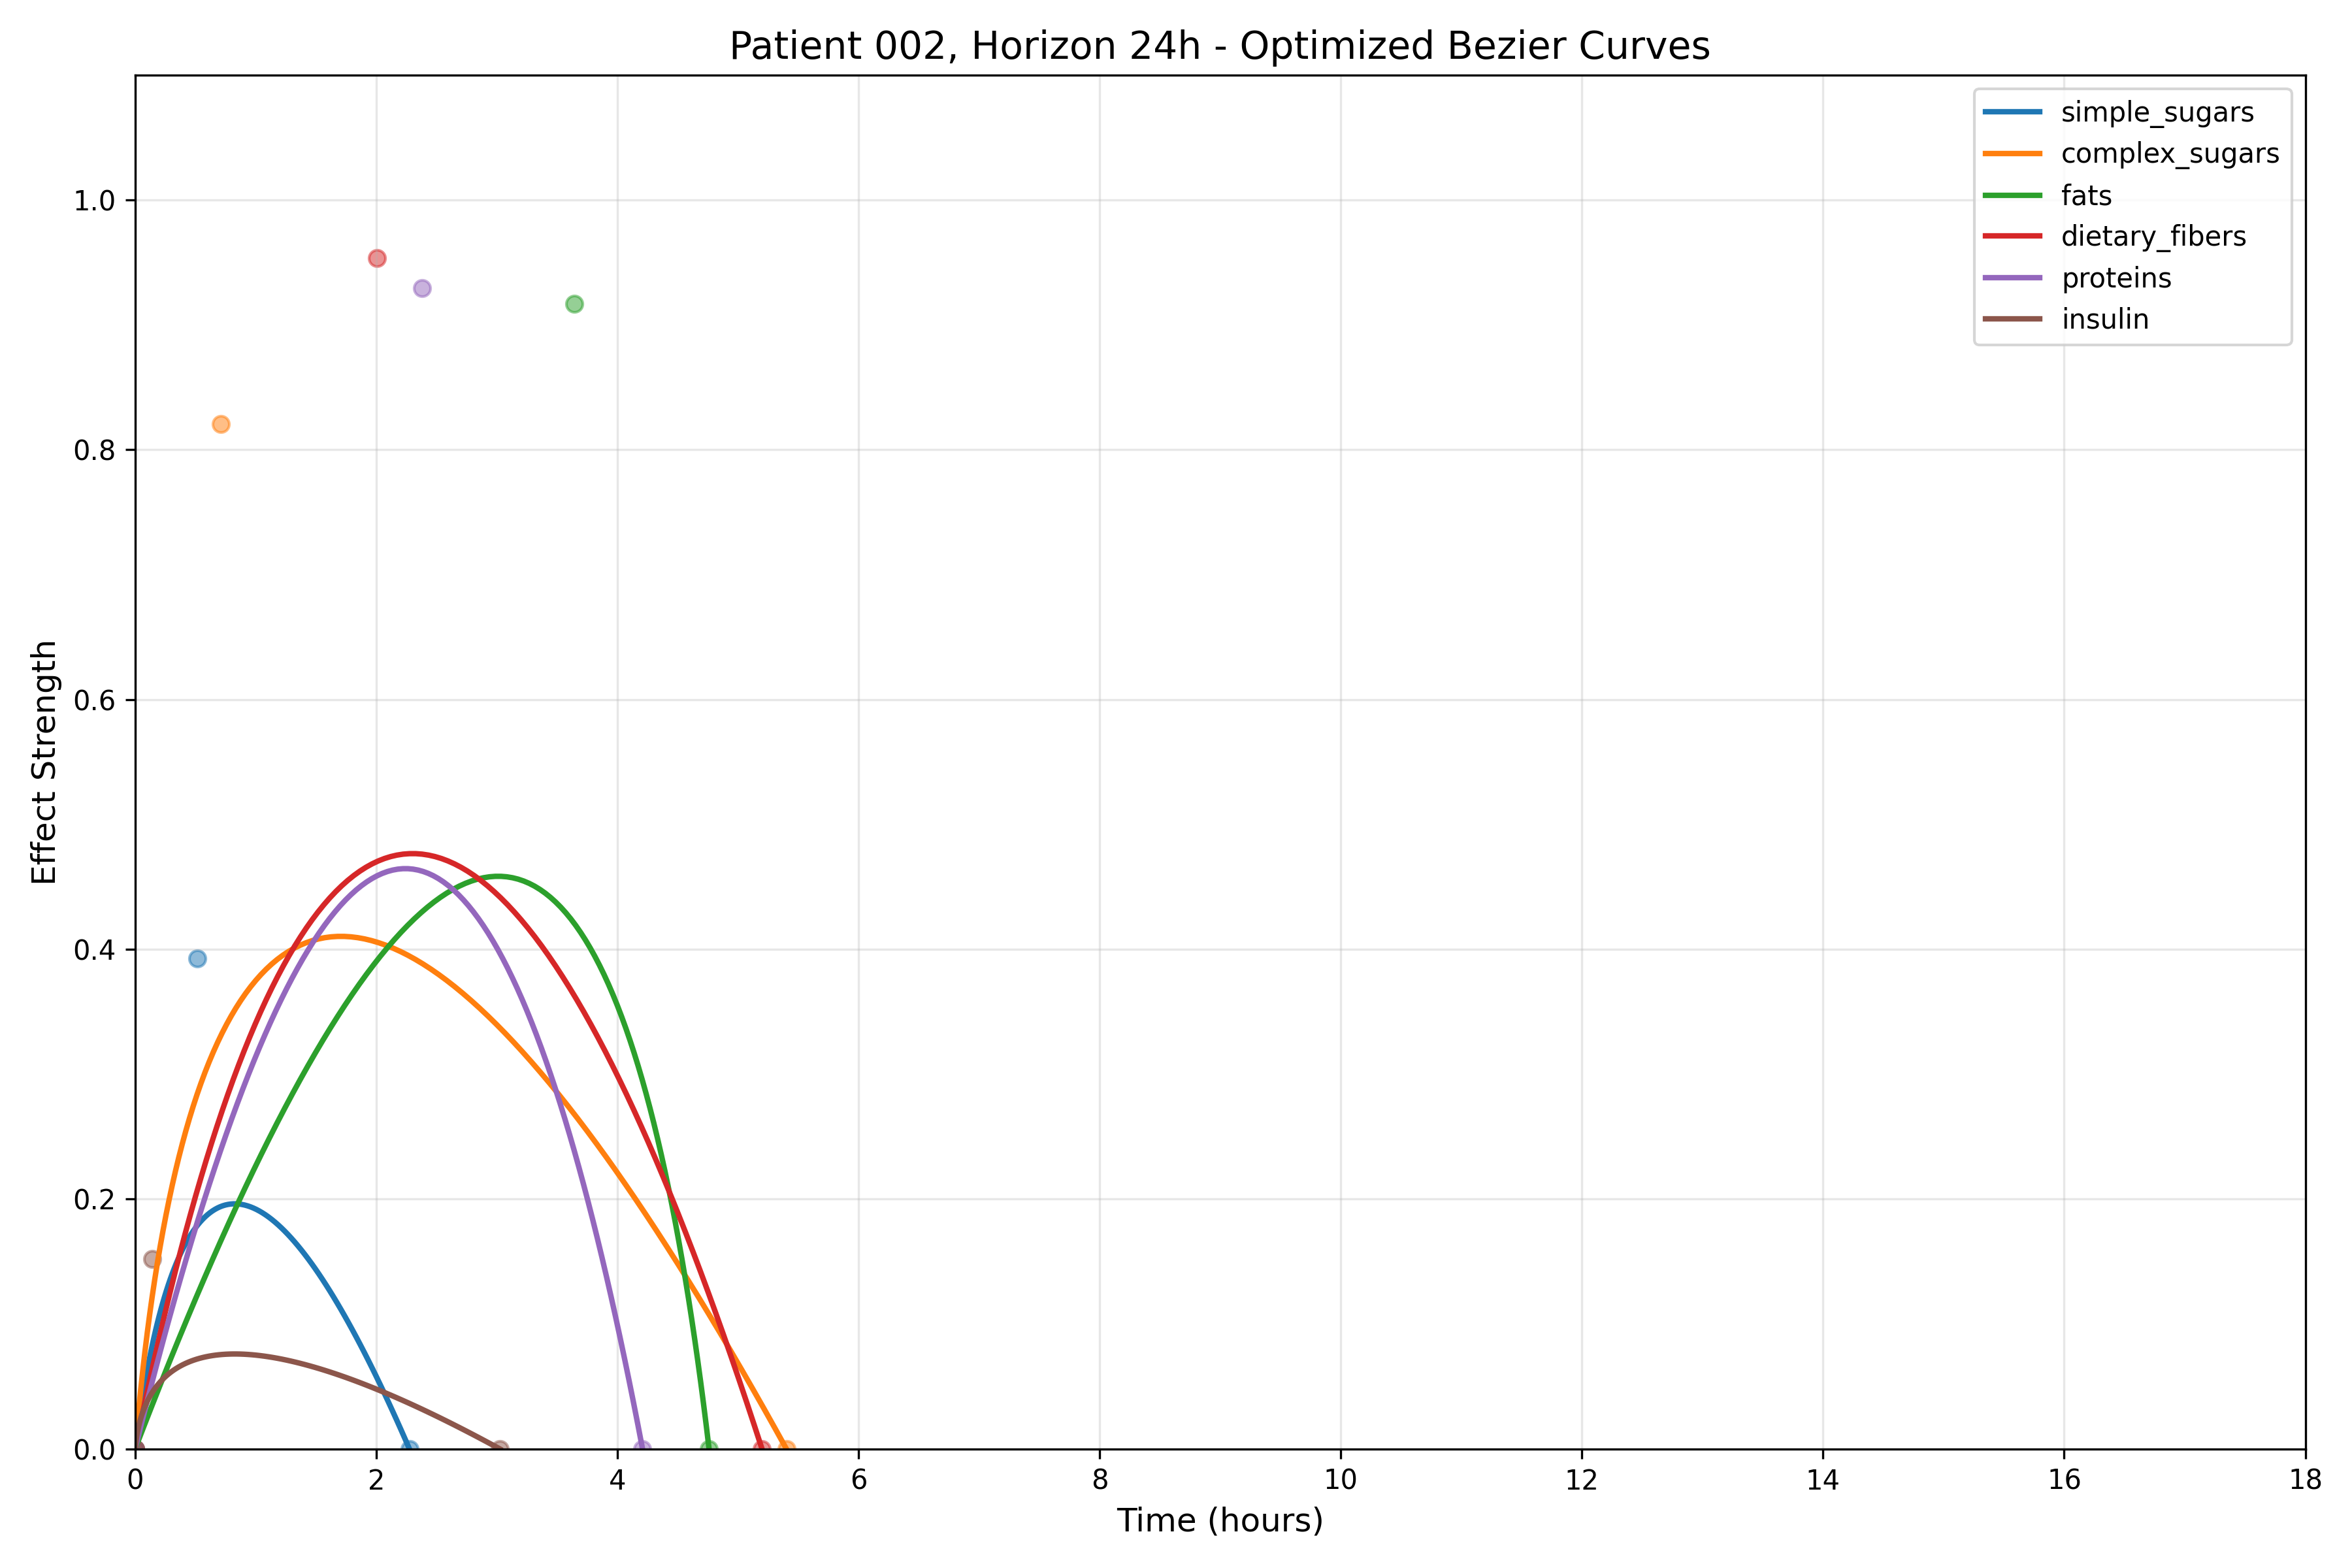 Patient 002, Horizon 24h - Optimized Bezier Curves
simple_sugars
complex_sugars
fats
dietary_fibers
proteins
insulin
Effect Strength
1.0
0.8
0.6
0.4
0.2
0.0
0 2 4 6 8 10 12 14 16 18
Time (hours)